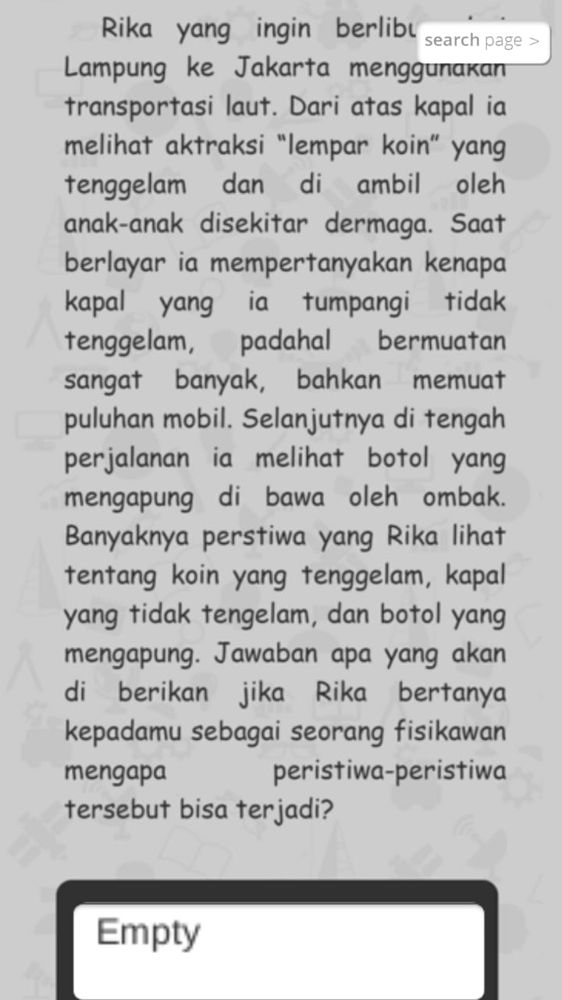 Rika yang ingin
search page >
Lampung ke Jakarta menggunakan
transportasi laut. Dari atas kapal ia
melihat aktraksi "lempar koin" yang
tenggelam dan di ambil oleh
anak-anak disekitar dermaga. Saat
berlayar ia mempertanyakan kenapa
kapal yang ia tumpangi tidak
tenggelam, padahal bermuatan
sangat banyak, bahkan memuat
puluhan mobil. Selanjutnya di tengah
perjalanan ia melihat botol yang
mengapung di bawa oleh ombak.
Banyaknya perstiwa yang Rika lihat
tentang koin yang tenggelam, kapal
yang tidak tengelam, dan botol yang
mengapung. Jawaban apa yang akan
di berikan jika Rika bertanya
kepadamu sebagai seorang fisikawan
mengapa peristiwa-peristiwa
tersebut bisa terjadi?
Empty